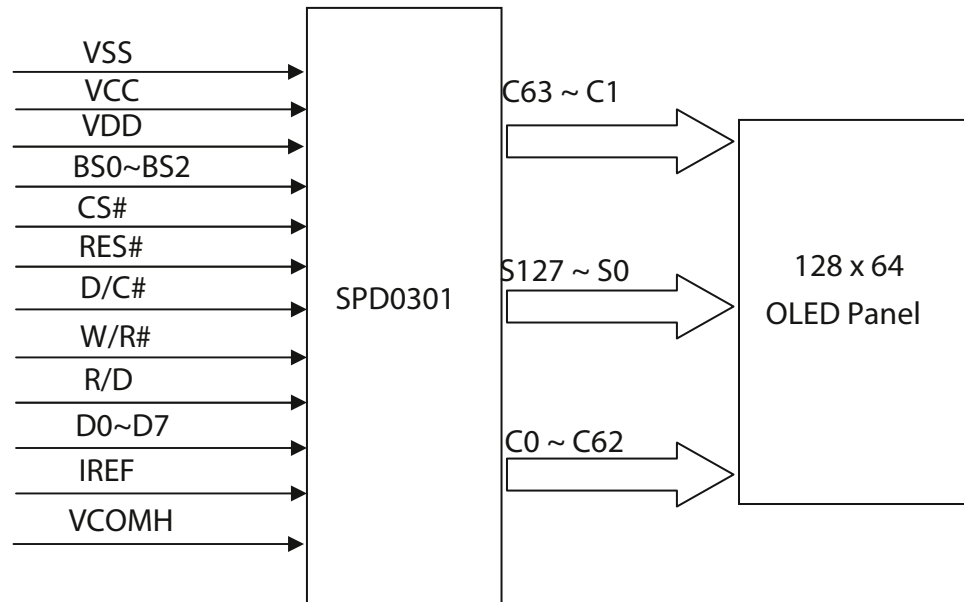 VSS
VCC
VDD
BS0~BS2
CS#
RES#
D/C#
W/R#
R/D
D0~D7
IREF
VCOMH
SPD0301
C63 ~ C1
S127 ~ S0
C0 ~ C62
128 x 64
OLED Panel